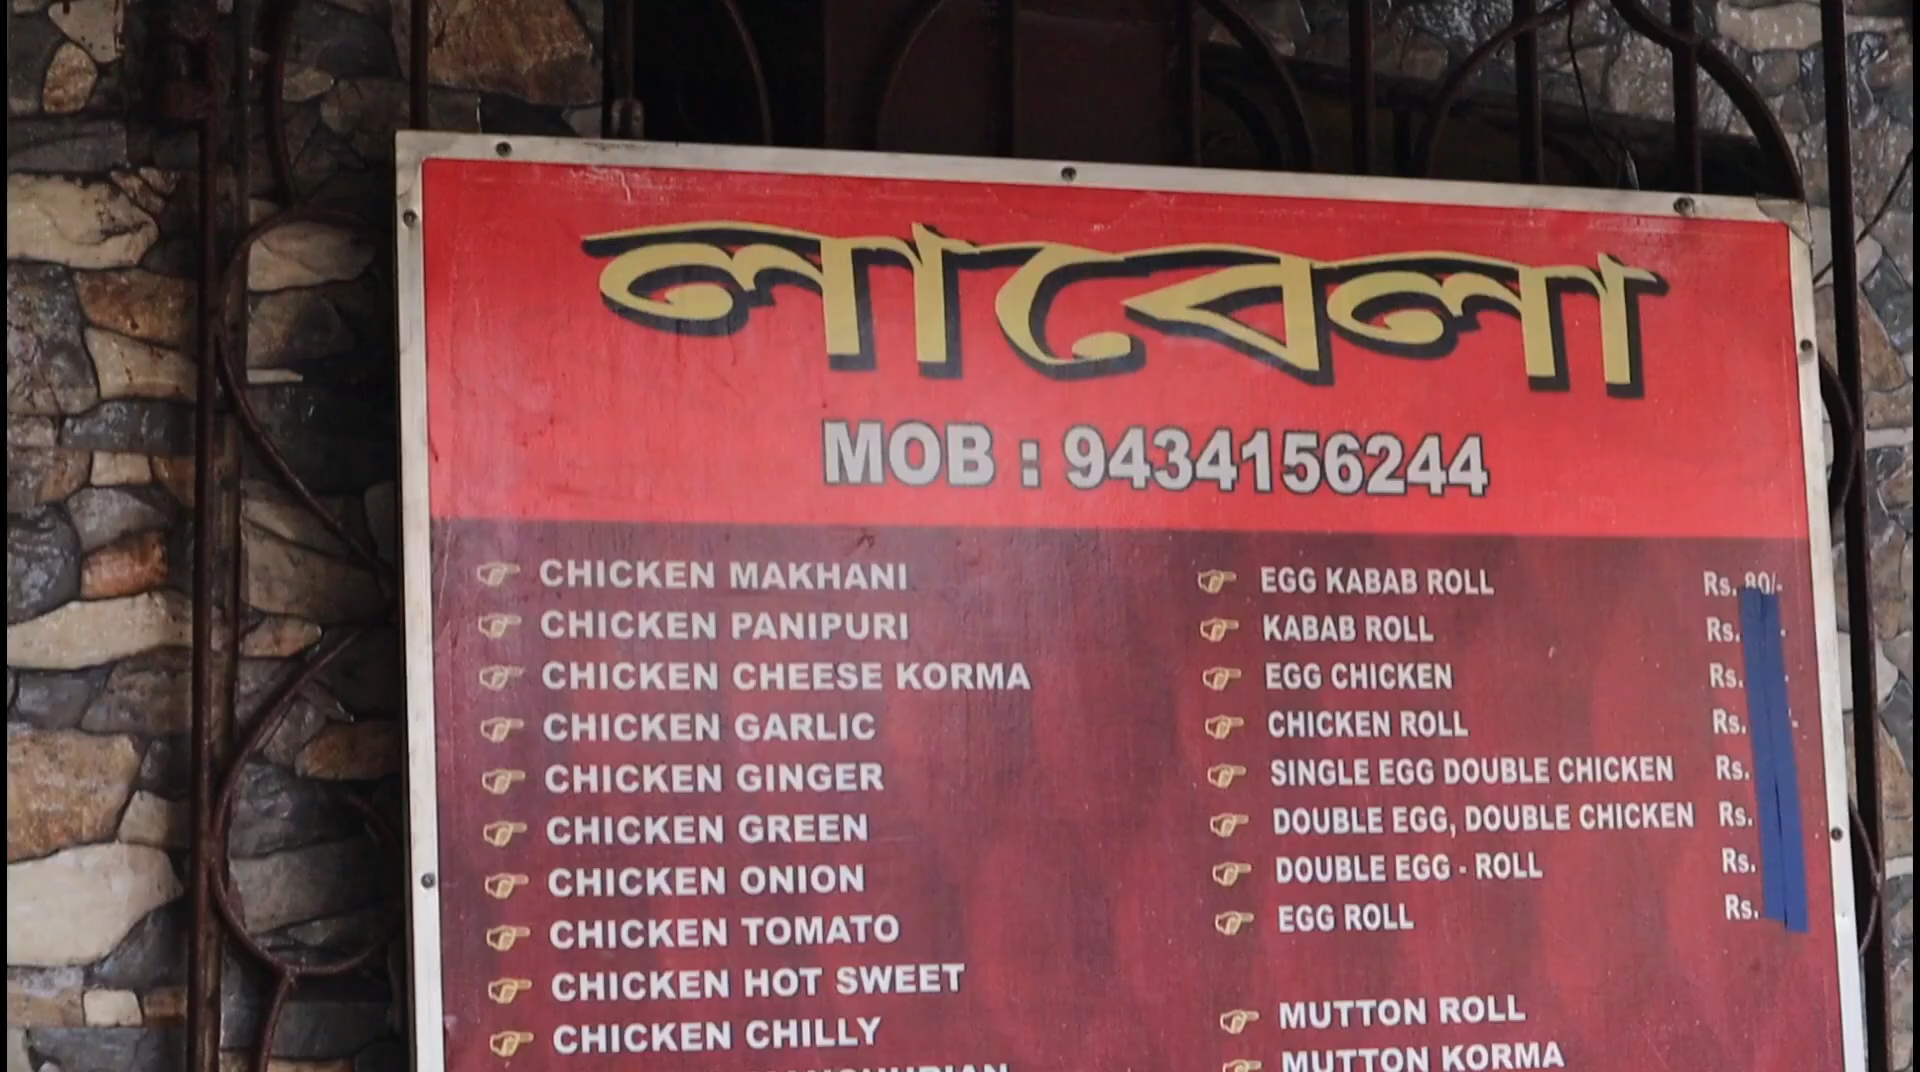 লাবেলা
MOB : 9434156244
CHICKEN MAKHANI
CHICKEN PANIPURI
CHICKEN CHEESE KORMA
CHICKEN GARLIC
CHICKEN GINGER
CHICKEN GREEN
CHICKEN ONION
CHICKEN TOMATO
CHICKEN HOT SWEET
CHICKEN CHILLY
EGG KABAB ROLL Rs. 80/-
KABAB ROLL Rs.
EGG CHICKEN Rs.
CHICKEN ROLL Rs.
SINGLE EGG DOUBLE CHICKEN Rs.
DOUBLE EGG, DOUBLE CHICKEN Rs.
DOUBLE EGG - ROLL Rs.
EGG ROLL Rs.
MUTTON ROLL
MUTTON KORMA